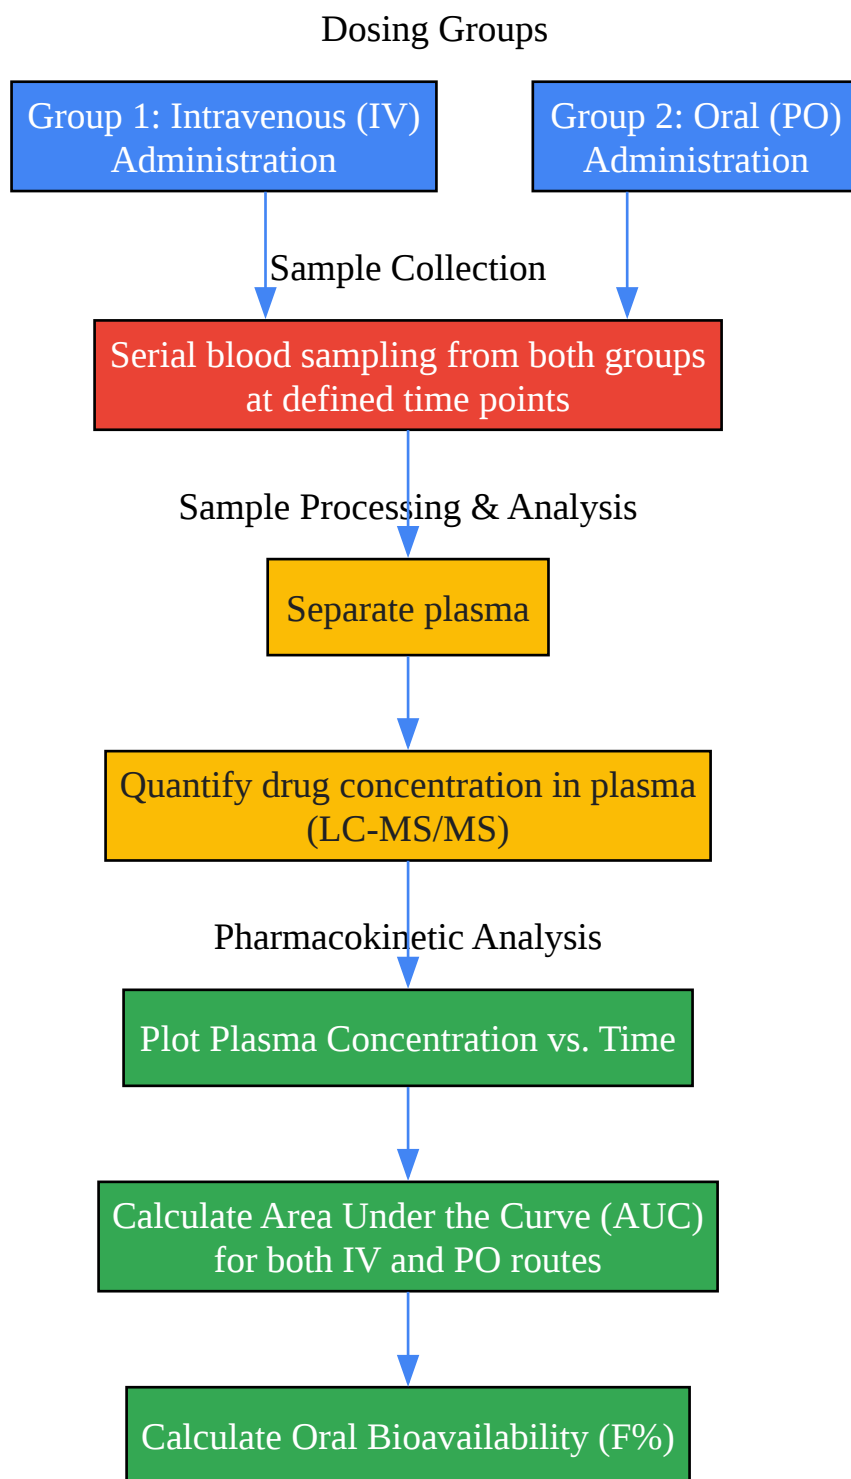 Dosing Groups
Group 1: Intravenous (IV)
Administration
Group 2: Oral (PO)
Administration
Sample Collection
Serial blood sampling from both groups
at defined time points
Sample Processing & Analysis
Separate plasma
Quantify drug concentration in plasma
(LC-MS/MS)
Pharmacokinetic Analysis
Plot Plasma Concentration vs. Time
Calculate Area Under the Curve (AUC)
for both IV and PO routes
Calculate Oral Bioavailability (F%)